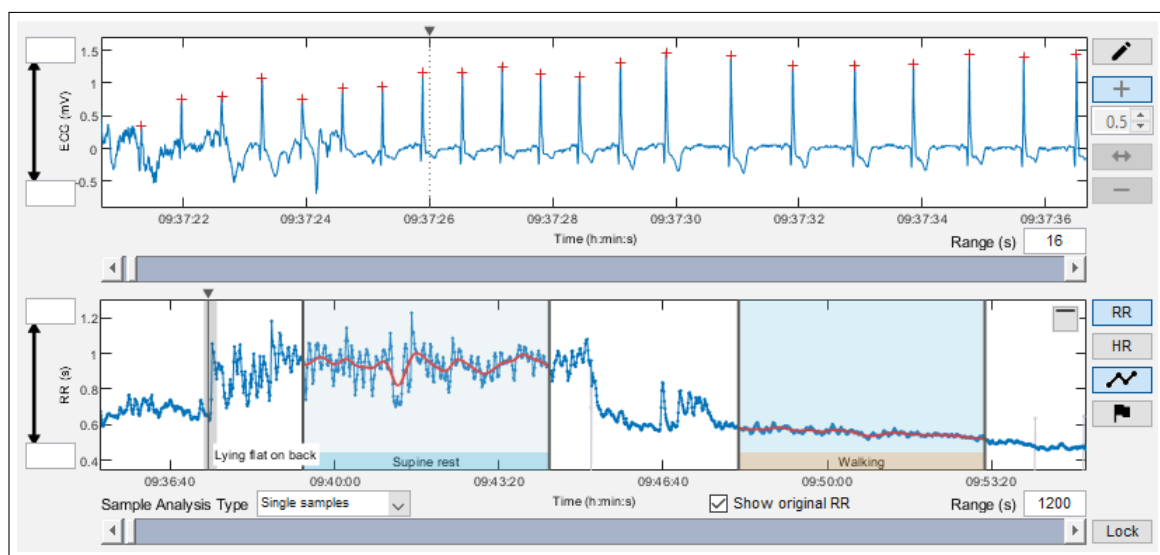 1.5
1
0.5
0
-0.5
ECG (mV)
09:37:22 09:37:24 09:37:26 09:37:28 09:37:30 09:37:32 09:37:34 09:37:36
Time (h:min:s)
Range (s) 16
0.5
1.2
1
0.8
0.6
0.4
RR (s)
Lying flat on back
Supine rest
Walking
09:36:40 09:40:00 09:43:20 09:46:40 09:50:00 09:53:20
Sample Analysis Type Single samples Time (h:min:s) Show original RR Range (s) 1200
RR
HR
Lock